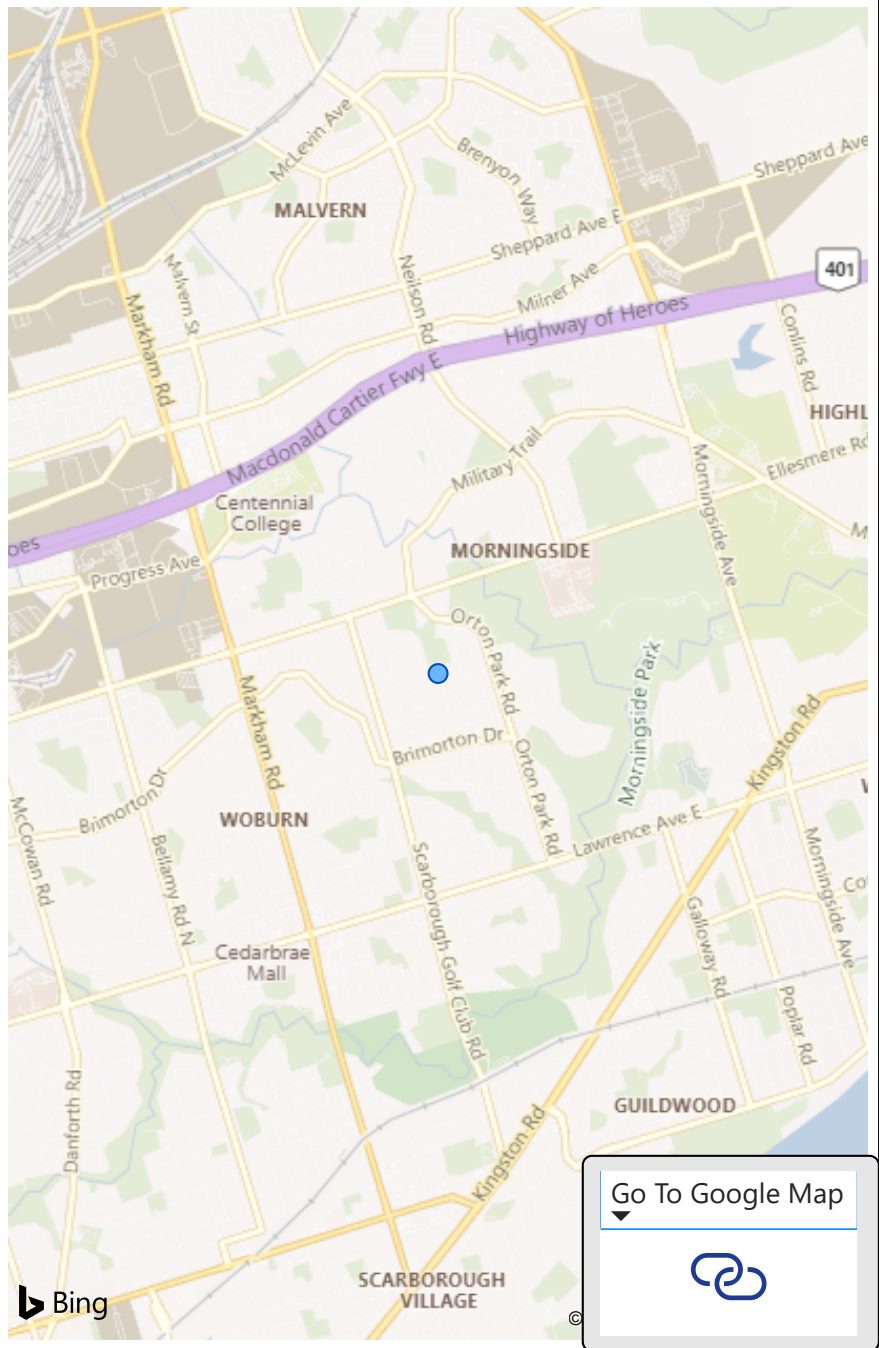 McLevin Ave
Brenyon Way
Sheppard Ave
MALVERN
Sheppard Ave E
Malvern St
Neilson Rd
Milner Ave
401
Highway of Heroes
Markham Rd
Conlins Rd
Macdonald Cartier Fwy E
HIGHL
Military Trail
Ellesmere Rd
Morningside Ave
Centennial
College
oes
M
MORNINGSIDE
Progress Ave
Orton Park Rd
Morningside Park
Markham Rd
Kingston Rd
Brimorton Dr
Orton Park Rd
Brimorton Dr
McCowan Rd
WOBURN
Lawrence Ave E
Bellamy Rd N
Scarborough Golf Club Rd
Morningside Ave
Co
Galloway Rd
Cedarbrae
Mall
Poplar Rd
Danforth Rd
GUILDWOOD
Kingston Rd
Go To Google Map
SCARBOROUGH
VILLAGE
Bing
©